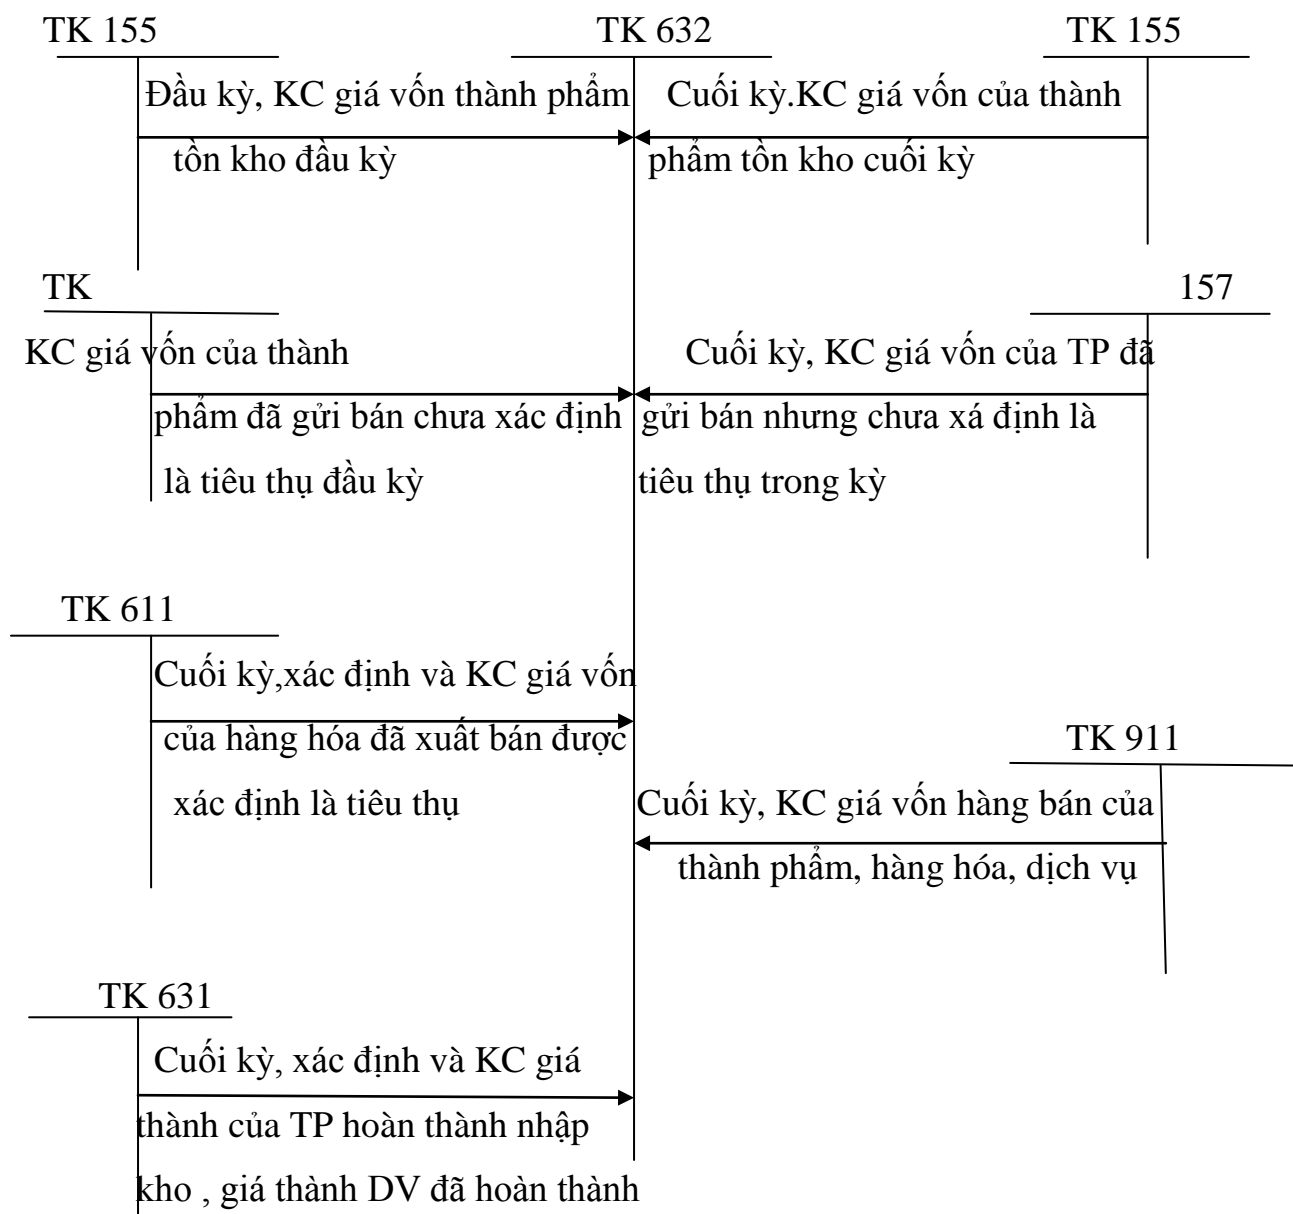 TK 155
TK 632
TK 155
Đầu kỳ, KC giá vốn thành phẩm
tồn kho đầu kỳ
Cuối kỳ.KC giá vốn của thành
phẩm tồn kho cuối kỳ
TK
157
KC giá vốn của thành
phẩm đã gửi bán chưa xác định
là tiêu thụ đầu kỳ
Cuối kỳ, KC giá vốn của TP đã
gửi bán nhưng chưa xá định là
tiêu thụ trong kỳ
TK 611
Cuối kỳ,xác định và KC giá vốn
của hàng hóa đã xuất bán được
xác định là tiêu thụ
TK 911
Cuối kỳ, KC giá vốn hàng bán của
thành phẩm, hàng hóa, dịch vụ
TK 631
Cuối kỳ, xác định và KC giá
thành của TP hoàn thành nhập
kho , giá thành DV đã hoàn thành